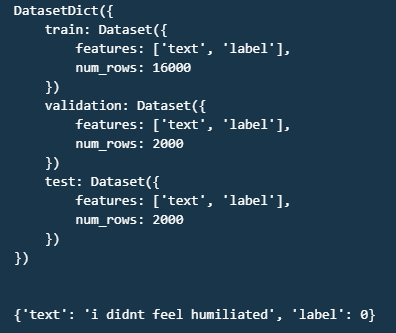 DatasetDict({
    train: Dataset({
        features: ['text', 'label'],
        num_rows: 16000
    })
    validation: Dataset({
        features: ['text', 'label'],
        num_rows: 2000
    })
    test: Dataset({
        features: ['text', 'label'],
        num_rows: 2000
    })
})
{'text': 'i didnt feel humiliated', 'label': 0}